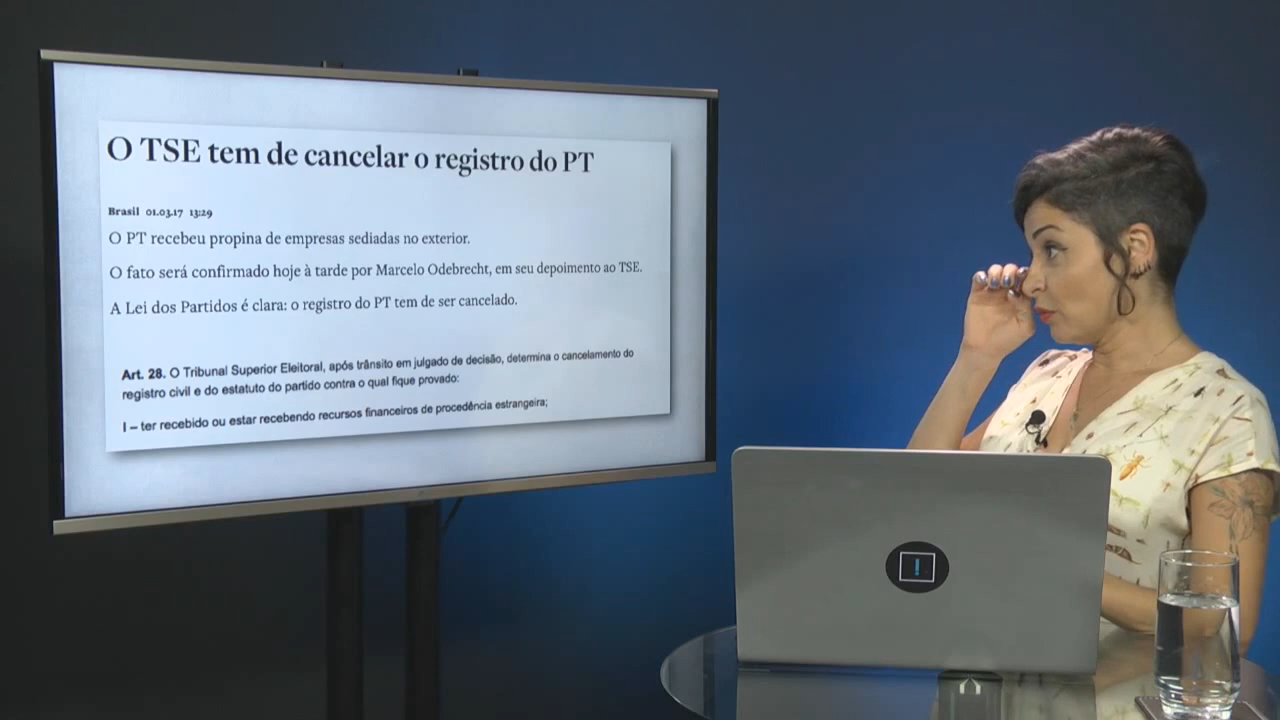 O TSE tem de cancelar o registro do PT
Brasil 01.03.17 13:29
O PT recebeu propina de empresas sediadas no exterior.
O fato será confirmado hoje à tarde por Marcelo Odebrecht, em seu depoimento ao TSE.
A Lei dos Partidos é clara: o registro do PT tem de ser cancelado.
Art. 28. O Tribunal Superior Eleitoral, após trânsito em julgado de decisão, determina o cancelamento do
registro civil e do estatuto do partido contra o qual fique provado:
I – ter recebido ou estar recebendo recursos financeiros de procedência estrangeira;
!